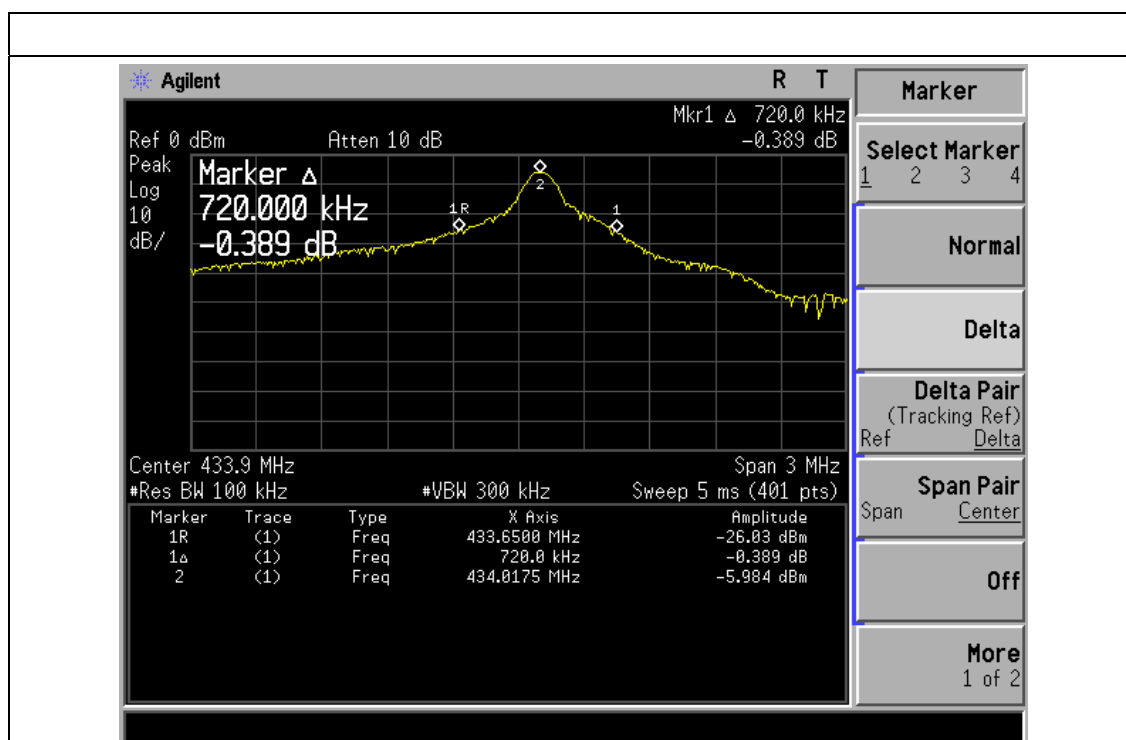 Agilent R T
Mkr1 Δ 720.0 kHz
Ref 0 dBm Atten 10 dB -0.389 dB
Peak
Log
10
dB/
Marker Δ
720.000 kHz
-0.389 dB
1R
2
1
Center 433.9 MHz Span 3 MHz
#Res BW 100 kHz #VBW 300 kHz Sweep 5 ms (401 pts)
Marker Trace Type X Axis Amplitude
1R (1) Freq 433.6500 MHz -26.03 dBm
1Δ (1) Freq 720.0 kHz -0.389 dB
2 (1) Freq 434.0175 MHz -5.984 dBm
Marker
Select Marker
1 2 3 4
Normal
Delta
Delta Pair
(Tracking Ref)
Ref Delta
Span Pair
Span Center
Off
More
1 of 2